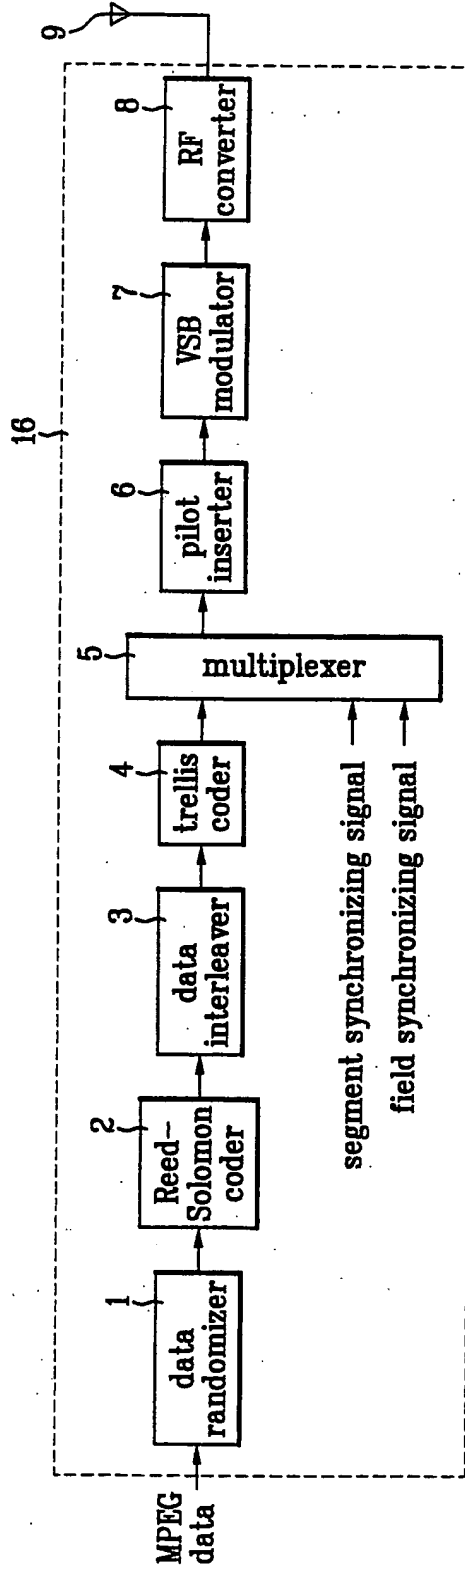 16
MPEG
data
1
data
randomizer
2
Reed-
Solomon
coder
3
data
interleaver
4
trellis
coder
5
multiplexer
segment synchronizing signal
field synchronizing signal
6
pilot
inserter
7
VSB
modulator
8
RF
converter
9